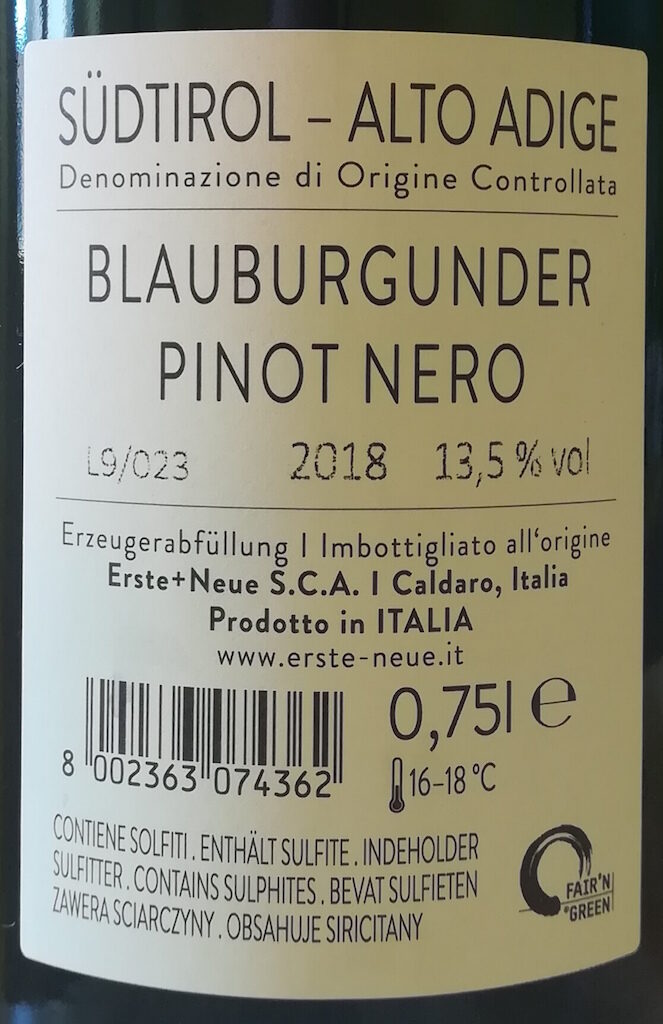 SÜDTIROL – ALTO ADIGE
Denominazione di Origine Controllata
BLAUBURGUNDER
PINOT NERO
L9/023 2018 13,5 % vol
Erzeugerabfüllung I Imbottigliato all‘origine
Erste+Neue S.C.A. I Caldaro, Italia
Prodotto in ITALIA
www.erste-neue.it
0,75l e
8 002363 074362
16–18 °C
CONTIENE SOLFITI . ENTHÄLT SULFITE . INDEHOLDER
SULFITTER . CONTAINS SULPHITES . BEVAT SULFIETEN
ZAWERA SCIARCZYNY . OBSAHUJE SIRICITANY
FAIR'N
GREEN